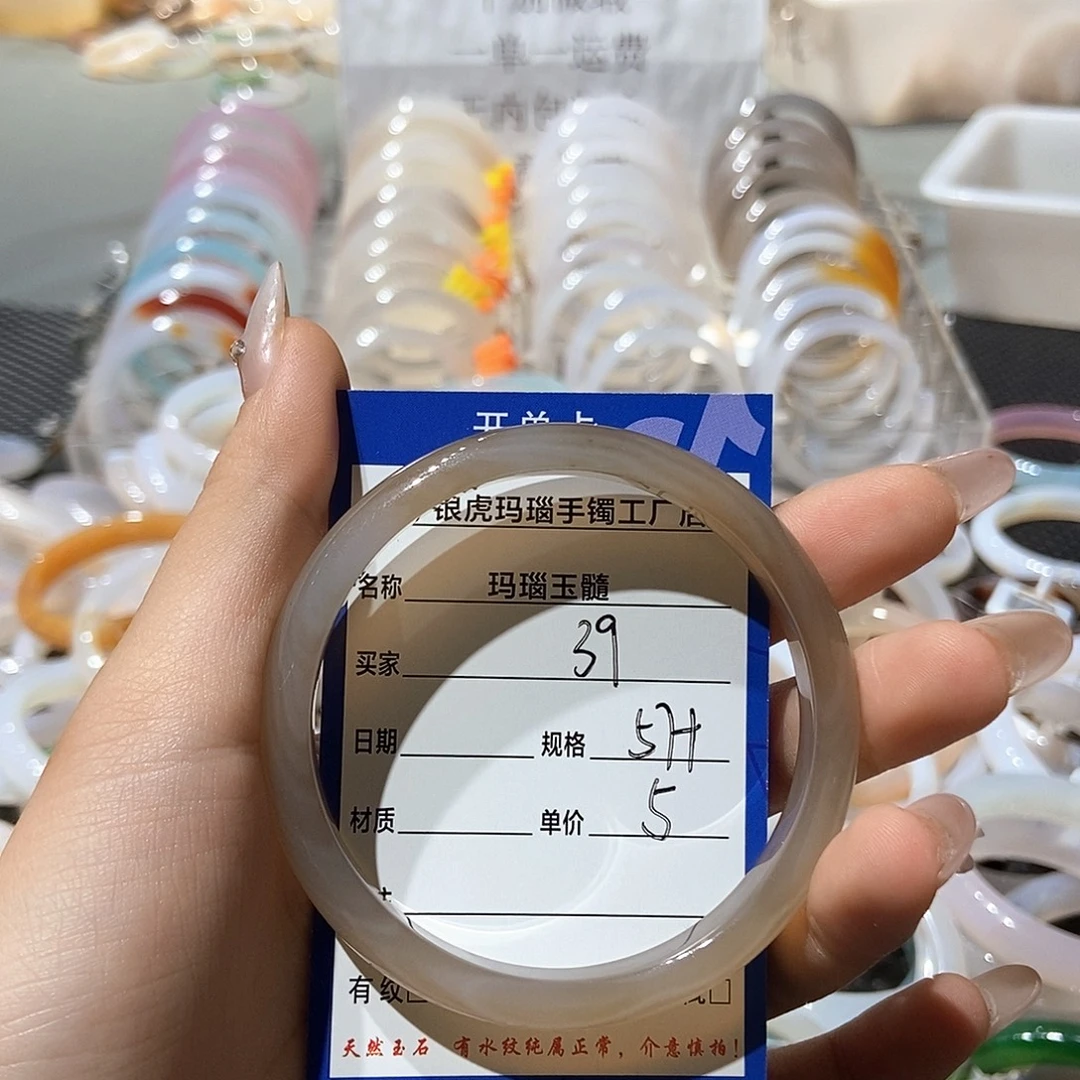 一单一运费
开单卡
银虎玛瑙手镯工厂店
名称 玛瑙玉髓
买家 39
日期 规格 5H
材质 单价 5
有纹□ □
天然玉石 有水纹纯属正常，介意慎拍！